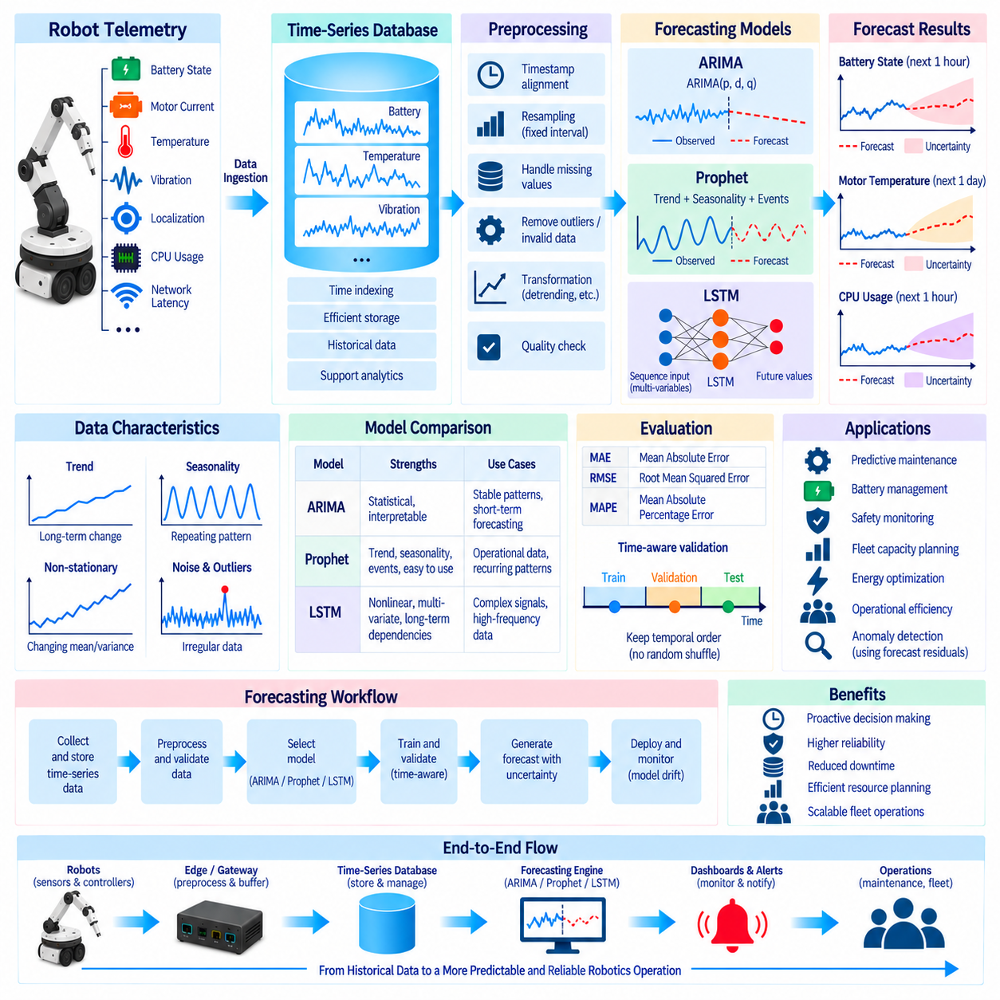 Robot Telemetry
Battery State
Motor Current
Temperature
Vibration
Localization
CPU Usage
Network
Latency
Data
Ingestion
Time-Series Database
Battery
Temperature
Vibration
Time indexing
Efficient storage
Historical data
Support analytics
Preprocessing
Timestamp
alignment
Resampling
(fixed interval)
Handle missing
values
Remove outliers /
invalid data
Transformation
(detrending, etc.)
Quality check
Forecasting Models
ARIMA
ARIMA(p, d, q)
Observed
Forecast
Prophet
Trend + Seasonality + Events
Observed
Forecast
LSTM
Sequence input
(multi-variables)
LSTM
Future values
Forecast Results
Battery State (next 1 hour)
Forecast
Uncertainty
Motor Temperature (next 1 day)
Forecast
Uncertainty
CPU Usage (next 1 hour)
Forecast
Uncertainty
Data Characteristics
Trend
Long-term change
Seasonality
Repeating pattern
Non-stationary
Changing mean/variance
Noise & Outliers
Irregular data
Model Comparison
Model
Strengths
Use Cases
ARIMA
Statistical,
interpretable
Stable patterns,
short-term
forecasting
Prophet
Trend, seasonality,
events, easy to use
Operational data,
recurring patterns
LSTM
Nonlinear, multi-
variate, long-term
dependencies
Complex signals,
high-frequency
data
Evaluation
MAE
Mean Absolute Error
RMSE
Root Mean Squared Error
MAPE
Mean Absolute
Percentage Error
Time-aware validation
Train
Validation
Test
Time
Keep temporal order
(no random shuffle)
Applications
Predictive maintenance
Battery management
Safety monitoring
Fleet capacity planning
Energy optimization
Operational efficiency
Anomaly detection
(using forecast residuals)
Forecasting Workflow
Collect
and store
time-series
data
Preprocess
and validate
data
Select
model
(ARIMA / Prophet / LSTM)
Train and
validate
(time-aware)
Generate
forecast with
uncertainty
Deploy and
monitor
(model drift)
Benefits
Proactive decision making
Higher reliability
Reduced downtime
Efficient resource planning
Scalable fleet operations
End-to-End Flow
Robots
(sensors & controllers)
Edge / Gateway
(preprocess & buffer)
Time-Series Database
(store & manage)
Forecasting Engine
(ARIMA / Prophet / LSTM)
Dashboards & Alerts
(monitor & notify)
Operations
(maintenance, fleet)
From Historical Data to a More Predictable and Reliable Robotics Operation